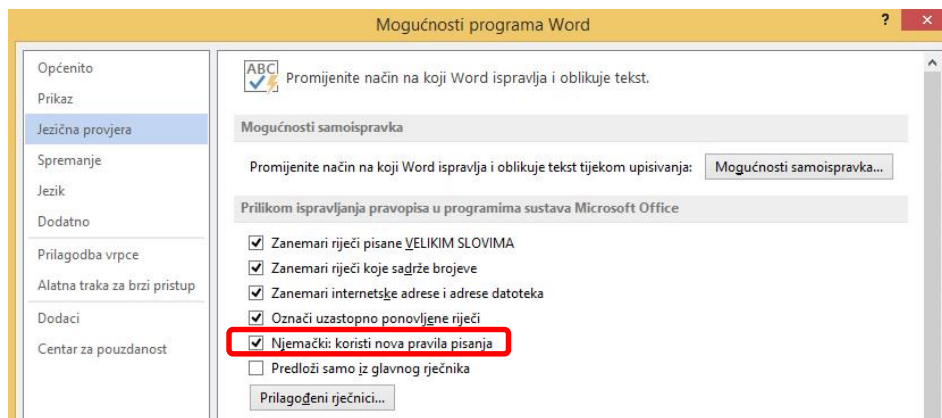 Mogućnosti programa Word
? ×
Općenito
Prikaz
Jezična provjera
Spremanje
Jezik
Dodatno
Prilagodba vrpce
Alatna traka za brzi pristup
Dodaci
Centar za pouzdanost
ABC
Promijenite način na koji Word ispravlja i oblikuje tekst.
Mogućnosti samoispravka
Promijenite način na koji Word ispravlja i oblikuje tekst tijekom upisivanja: Mogućnosti samoispravka...
Prilikom ispravljanja pravopisa u programima sustava Microsoft Office
Zanemari riječi pisane VELIKIM SLOVIMA
Zanemari riječi koje sadrže brojeve
Zanemari internetske adrese i adrese datoteka
Označi uzastopno ponovljene riječi
Njemački: koristi nova pravila pisanja
Predloži samo iz glavnog rječnika
Prilagođeni rječnici...